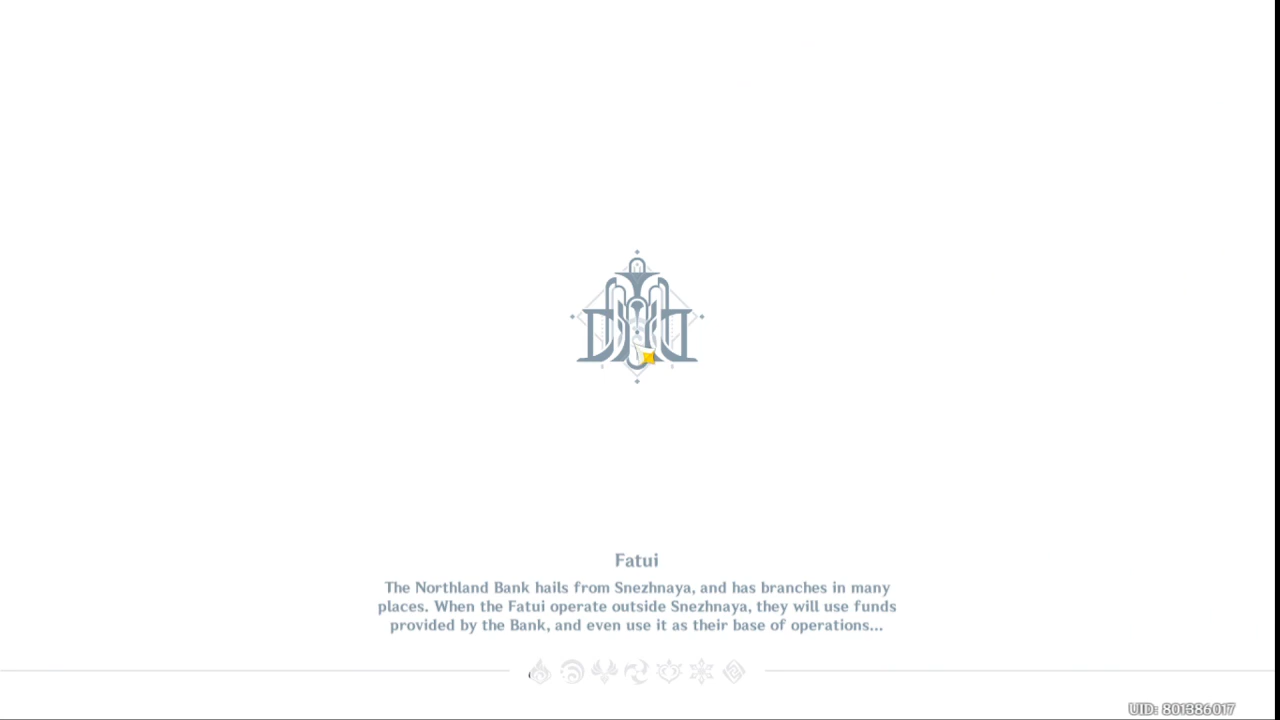 Fatui
The Northland Bank hails from Snezhnaya, and has branches in many
places. When the Fatui operate outside Snezhnaya, they will use funds
provided by the Bank, and even use it as their base of operations...
UID: 801386017